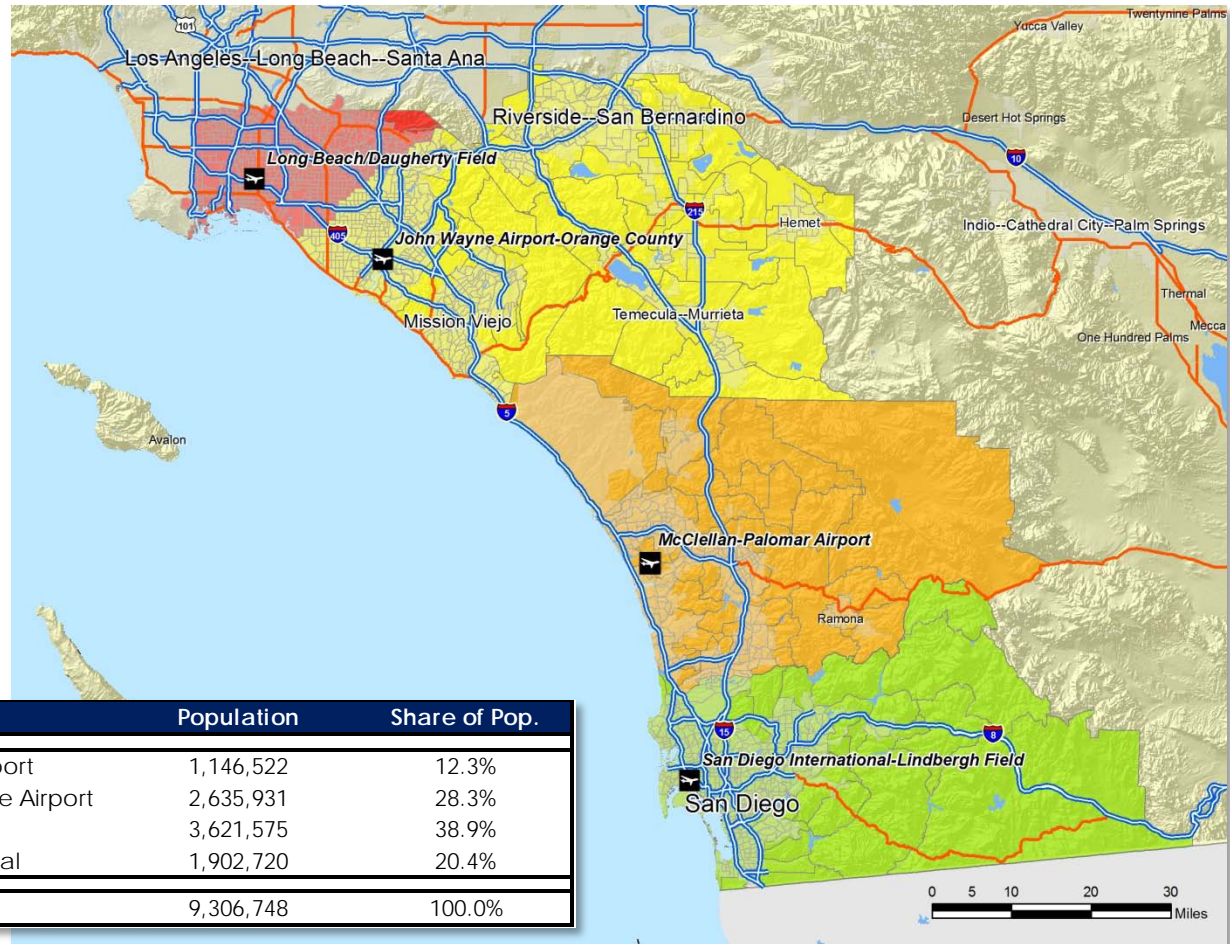 101
Twentynine Palms
Yucca Valley
Los Angeles--Long Beach--Santa Ana
Riverside--San Bernardino
Desert Hot Springs
10
Long Beach/Daugherty Field
215
Hemet
Indio--Cathedral City--Palm Springs
405
John Wayne Airport-Orange County
Thermal
Temecula--Murrieta
Mission Viejo
Mecca
One Hundred Palms
5
Avalon
McClellan-Palomar Airport
Ramona
15
8
San Diego International-Lindbergh Field
San Diego
Population Share of Pop.
port 1,146,522 12.3%
e Airport 2,635,931 28.3%
3,621,575 38.9%
al 1,902,720 20.4%
9,306,748 100.0%
0 5 10 20 30
Miles